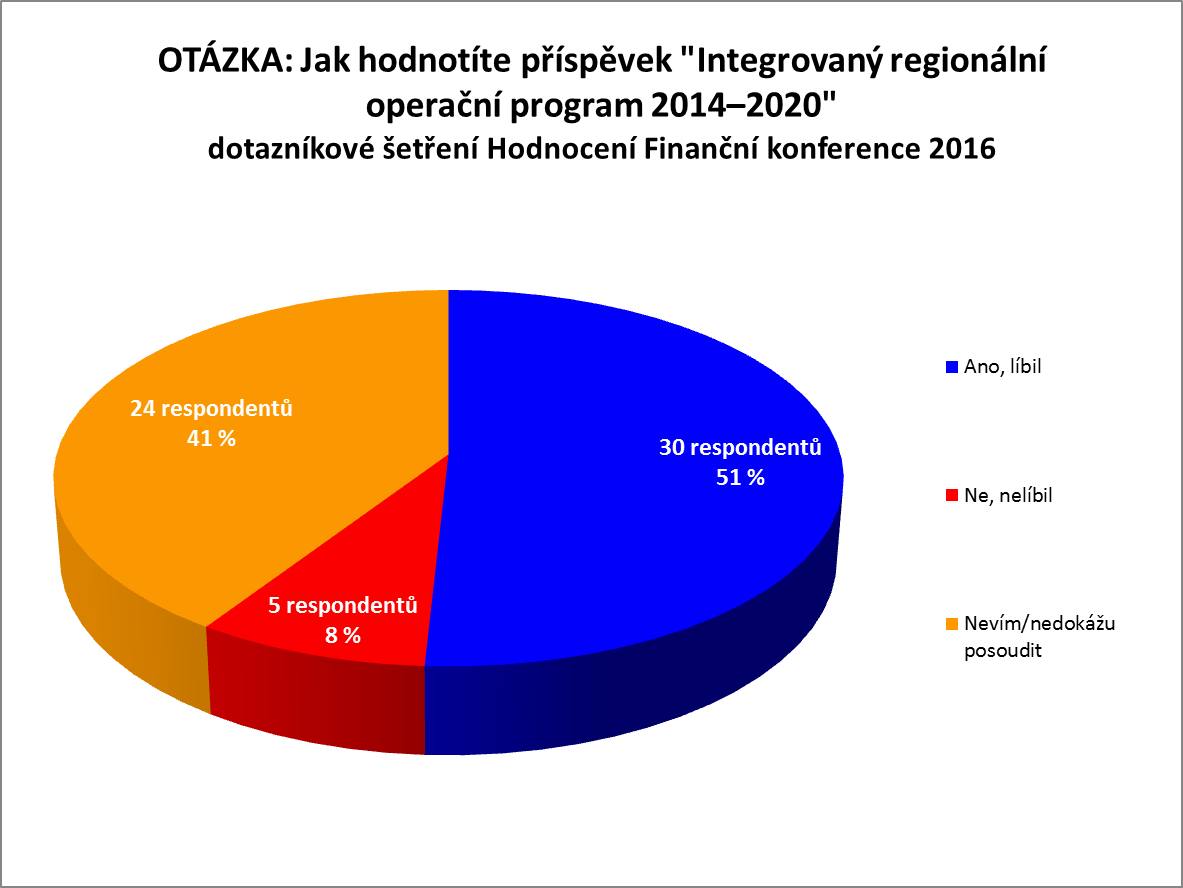 OTÁZKA: Jak hodnotíte příspěvek "Integrovaný regionální
operační program 2014–2020"
dotazníkové šetření Hodnocení Finanční konference 2016
Ano, líbil
24 respondentů
41 %
30 respondentů
51 %
Ne, nelíbil
5 respondentů
8 %
Nevím/nedokážu
posoudit